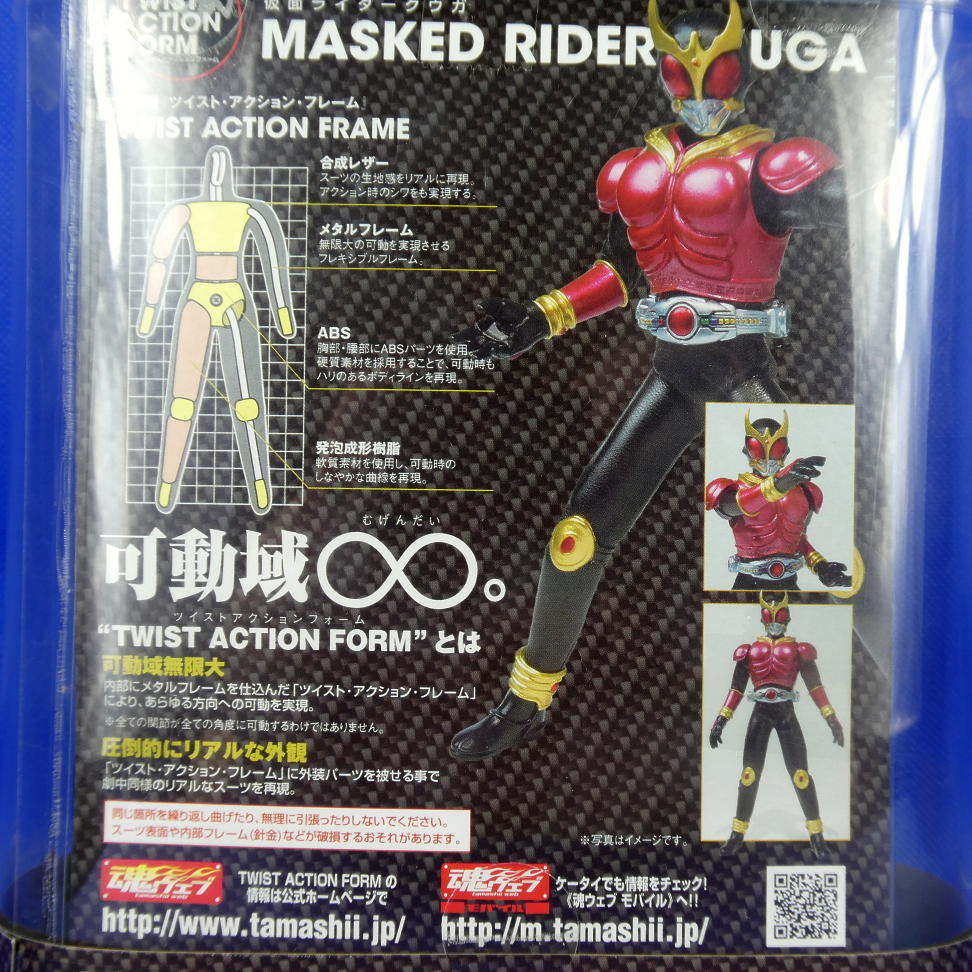 TWIST
ACTION
FORM
仮面ライダークウガ
MASKED RIDER UGA
ツイスト・アクション・フレーム
TWIST ACTION FRAME
合成レザー
スーツの生地感をリアルに再現。
アクション時のシワをも実現する。
メタルフレーム
無限大の可動を実現させる
フレキシブルフレーム。
ABS
胸部・腰部にABSパーツを使用。
硬質素材を採用することで、可動時も
ハリのあるボディラインを再現。
発泡成形樹脂
軟質素材を使用し、可動時の
しなやかな曲線を再現。
むげんだい
可動域∞。
ツイストアクションフォーム
“TWIST ACTION FORM”とは
可動域無限大
内部にメタルフレームを仕込んだ「ツイスト・アクション・フレーム」
により、あらゆる方向への可動を実現。
※全ての関節が全ての角度に可動するわけではありません。
圧倒的にリアルな外観
「ツイスト・アクション・フレーム」に外装パーツを被せる事で
劇中同様のリアルなスーツを再現。
同じ箇所を繰り返し曲げたり、無理に引張ったりしないでください。
スーツ表面や内部フレーム(針金)などが破損するおそれがあります。
※写真はイメージです。
魂ウェブ
tamashii web
TWIST ACTION FORM の
情報は公式ホームページで
http://www.tamashii.jp/
魂ウェブ
tamashii web
モバイル
ケータイでも情報をチェック!
《魂ウェブ モバイル》へ!!
http://m.tamashii.jp/